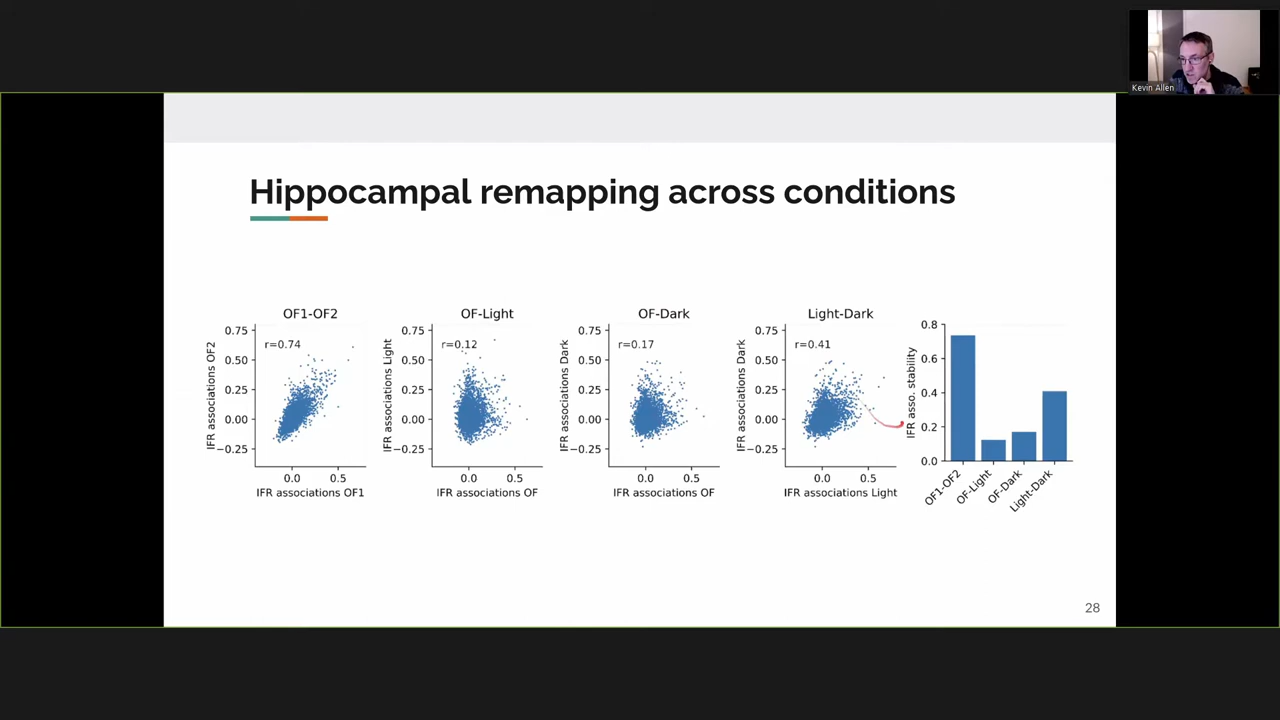 Kevin Allen
Hippocampal remapping across conditions
OF1-OF2
r=0.74
0.75
0.50
0.25
0.00
−0.25
0.0 0.5
IFR associations OF2
IFR associations OF1
OF-Light
r=0.12
0.75
0.50
0.25
0.00
−0.25
0.0 0.5
IFR associations Light
IFR associations OF
OF-Dark
r=0.17
0.75
0.50
0.25
0.00
−0.25
0.0 0.5
IFR associations Dark
IFR associations OF
Light-Dark
r=0.41
0.75
0.50
0.25
0.00
−0.25
0.0 0.5
IFR associations Dark
IFR associations Light
0.8
0.6
0.4
0.2
0.0
IFR asso. stability
OF1-OF2
OF-Light
OF-Dark
Light-Dark
28